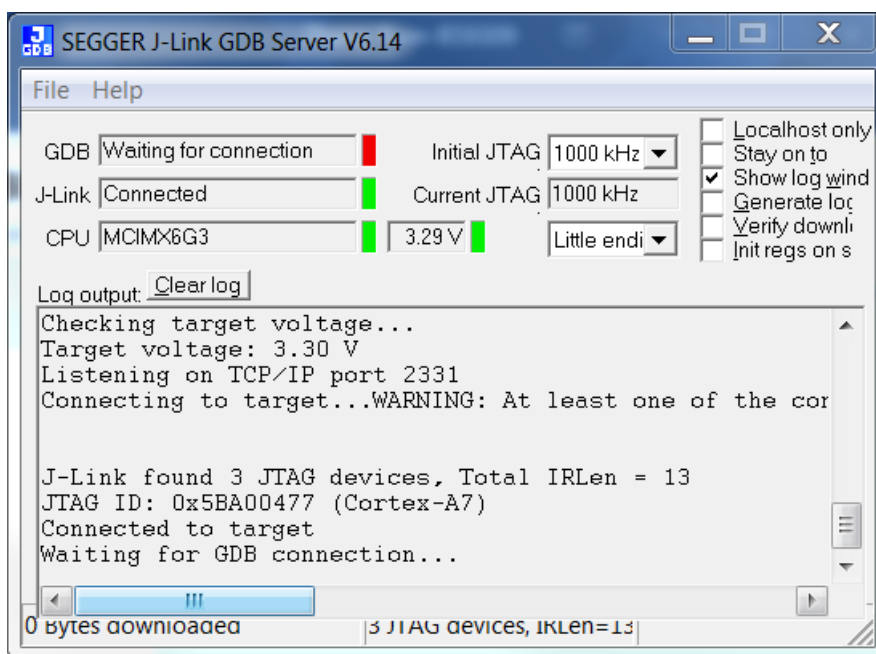 SEGGER J-Link GDB Server V6.14
File Help
GDB Waiting for connection Initial JTAG 1000 kHz Localhost only
Stay on to
J-Link Connected Current JTAG 1000 kHz Show log wind
Generate loc
CPU MCIMX6G3 3.29 V Little endi Verify downl
Init regs on s
Log output: Clear log
Checking target voltage...
Target voltage: 3.30 V
Listening on TCP/IP port 2331
Connecting to target...WARNING: At least one of the cor
J-Link found 3 JTAG devices, Total IRLen = 13
JTAG ID: 0x5BA00477 (Cortex-A7)
Connected to target
Waiting for GDB connection...
0 Bytes downloaded 3 JTAG devices, IRLen=13